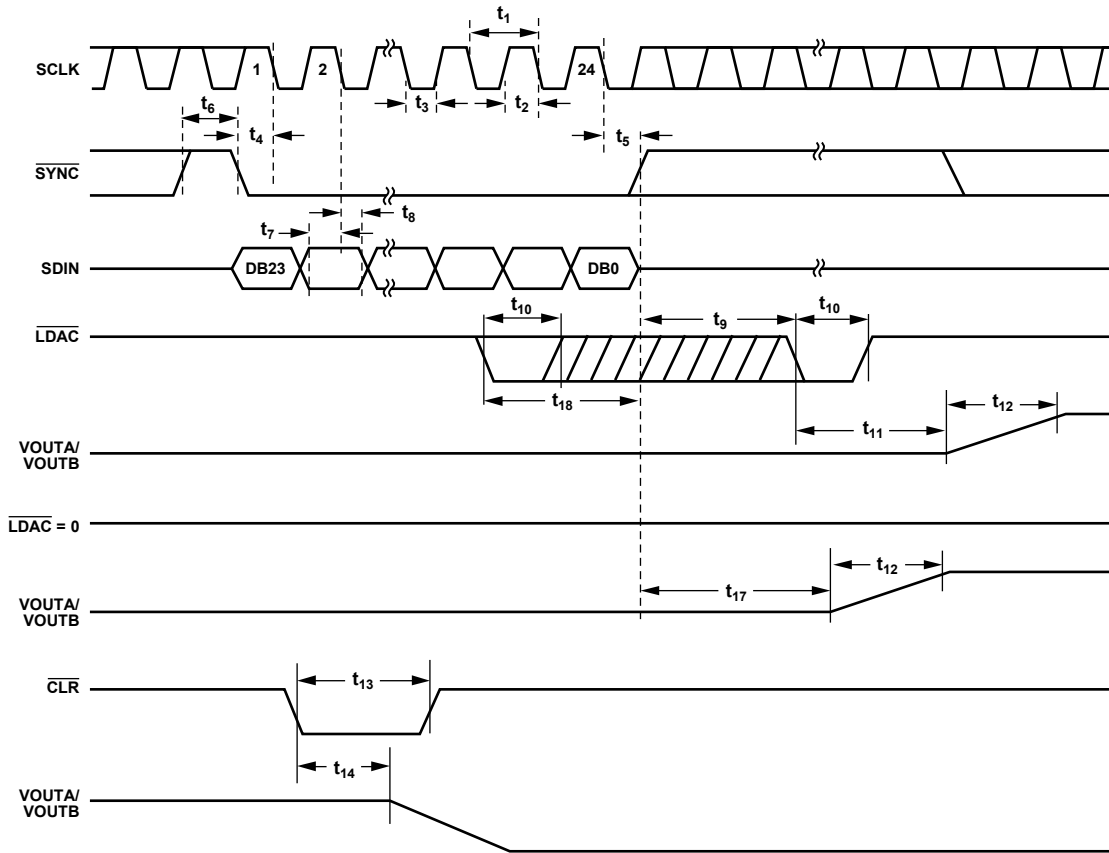 t1
SCLK
1
2
24
t3
t2
t6
t4
t5
SYNC
t8
t7
SDIN
DB23
DB0
t10
t9
t10
LDAC
t18
t12
t11
VOUTA/
VOUTB
LDAC = 0
t12
t17
VOUTA/
VOUTB
t13
CLR
t14
VOUTA/
VOUTB